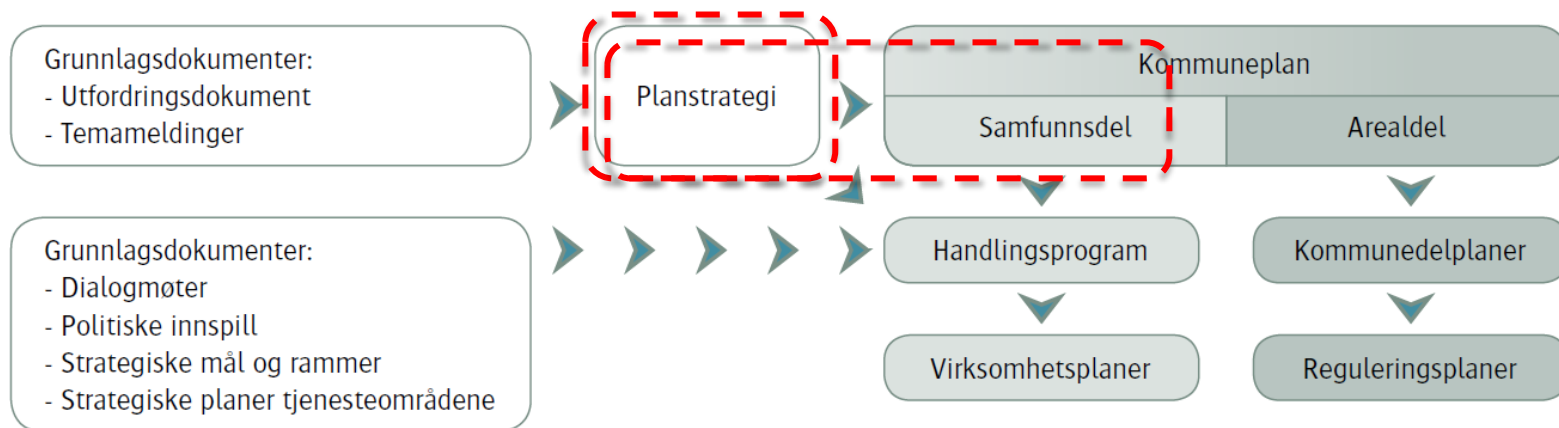 Grunnlagsdokumenter:
- Utfordringsdokument
- Temameldinger
Planstrategi
Kommuneplan
Samfunnsdel
Arealdel
Grunnlagsdokumenter:
- Dialogmøter
- Politiske innspill
- Strategiske mål og rammer
- Strategiske planer tjenesteområdene
Handlingsprogram
Kommunedelplaner
Virksomhetsplaner
Reguleringsplaner